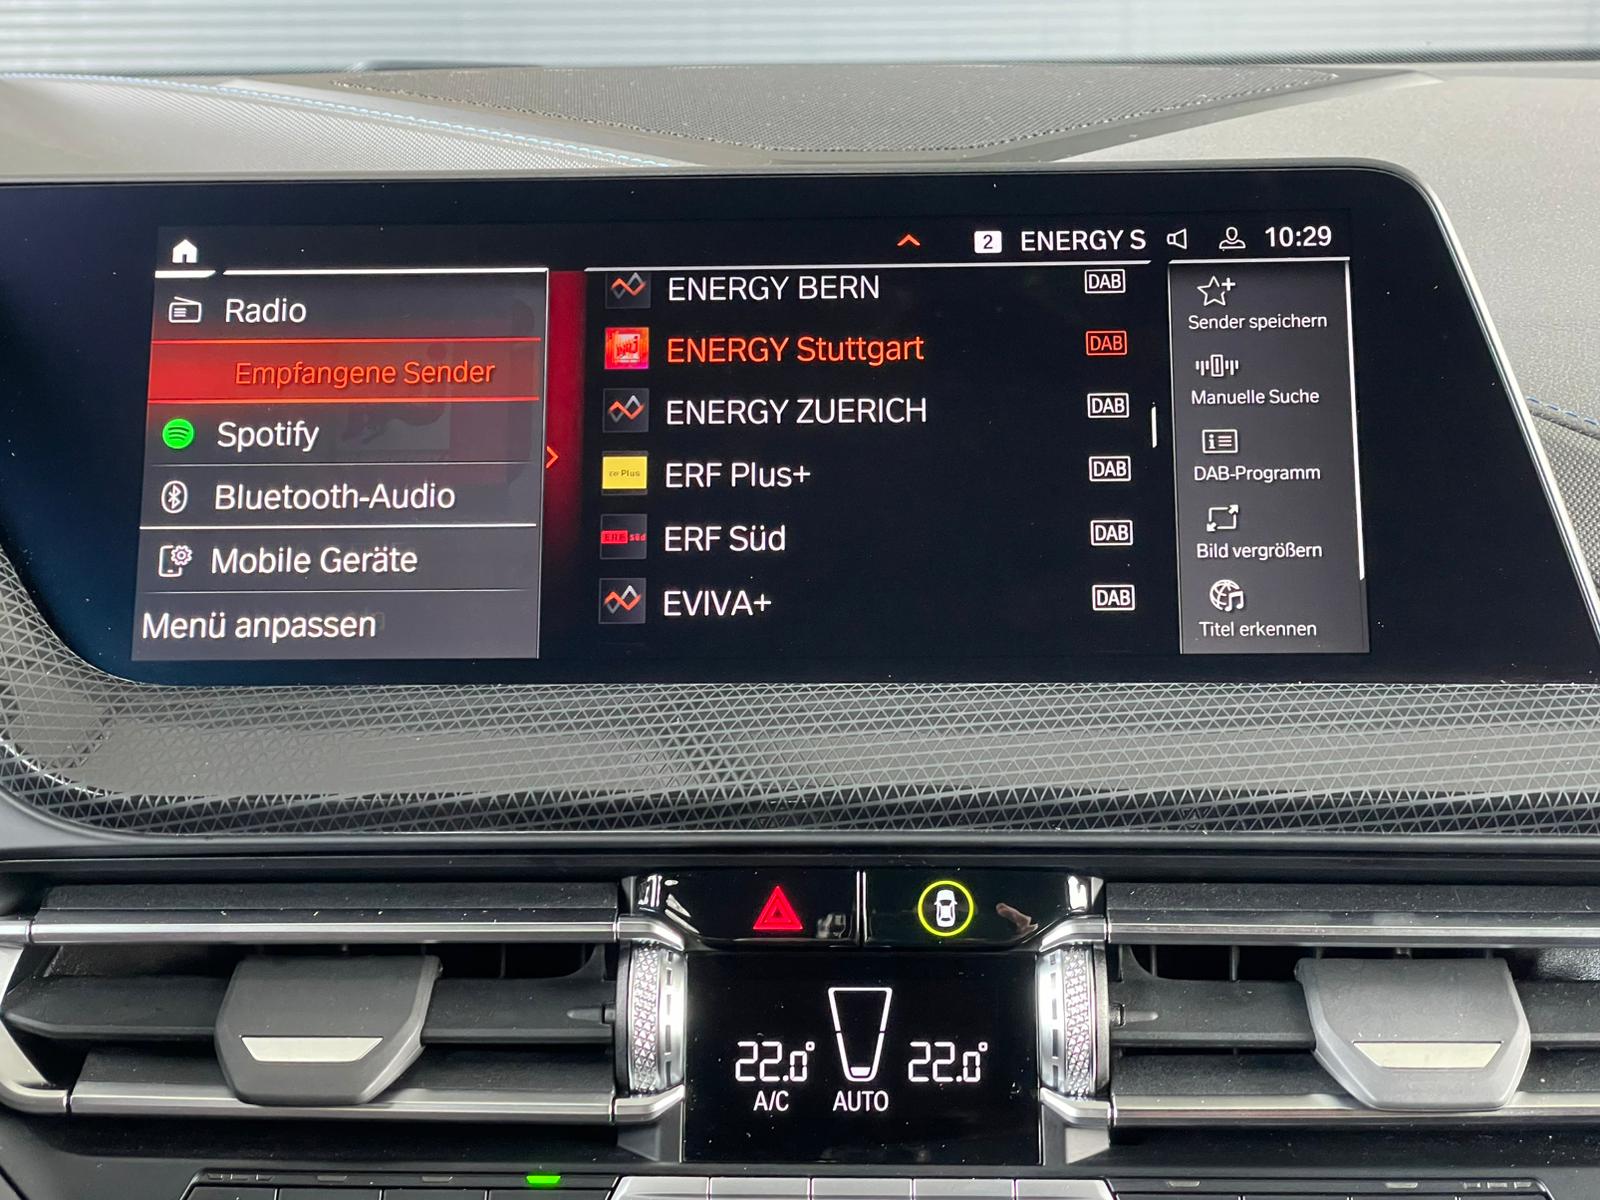 2 ENERGY S 10:29
Radio
Empfangene Sender
Spotify
Bluetooth-Audio
Mobile Geräte
Menü anpassen
ENERGY BERN DAB
ENERGY Stuttgart DAB
ENERGY ZUERICH DAB
ERF Plus+ DAB
ERF Süd DAB
EVIVA+ DAB
Sender speichern
Manuelle Suche
DAB-Programm
Bild vergrößern
Titel erkennen
22.0° 22.0°
A/C AUTO